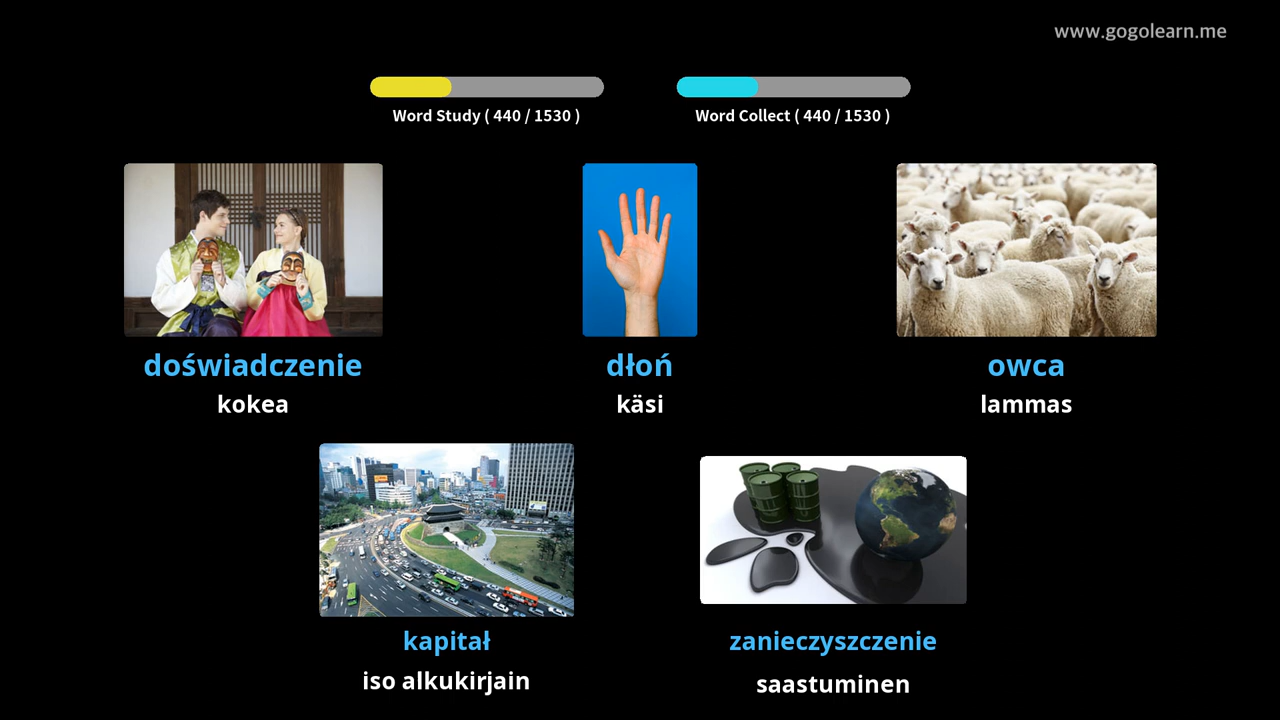 www.gogolearn.me
Word Study ( 440 / 1530 )
Word Collect ( 440 / 1530 )
doświadczenie
kokea
dłoń
käsi
owca
lammas
kapitał
iso alkukirjain
zanieczyszczenie
saastuminen